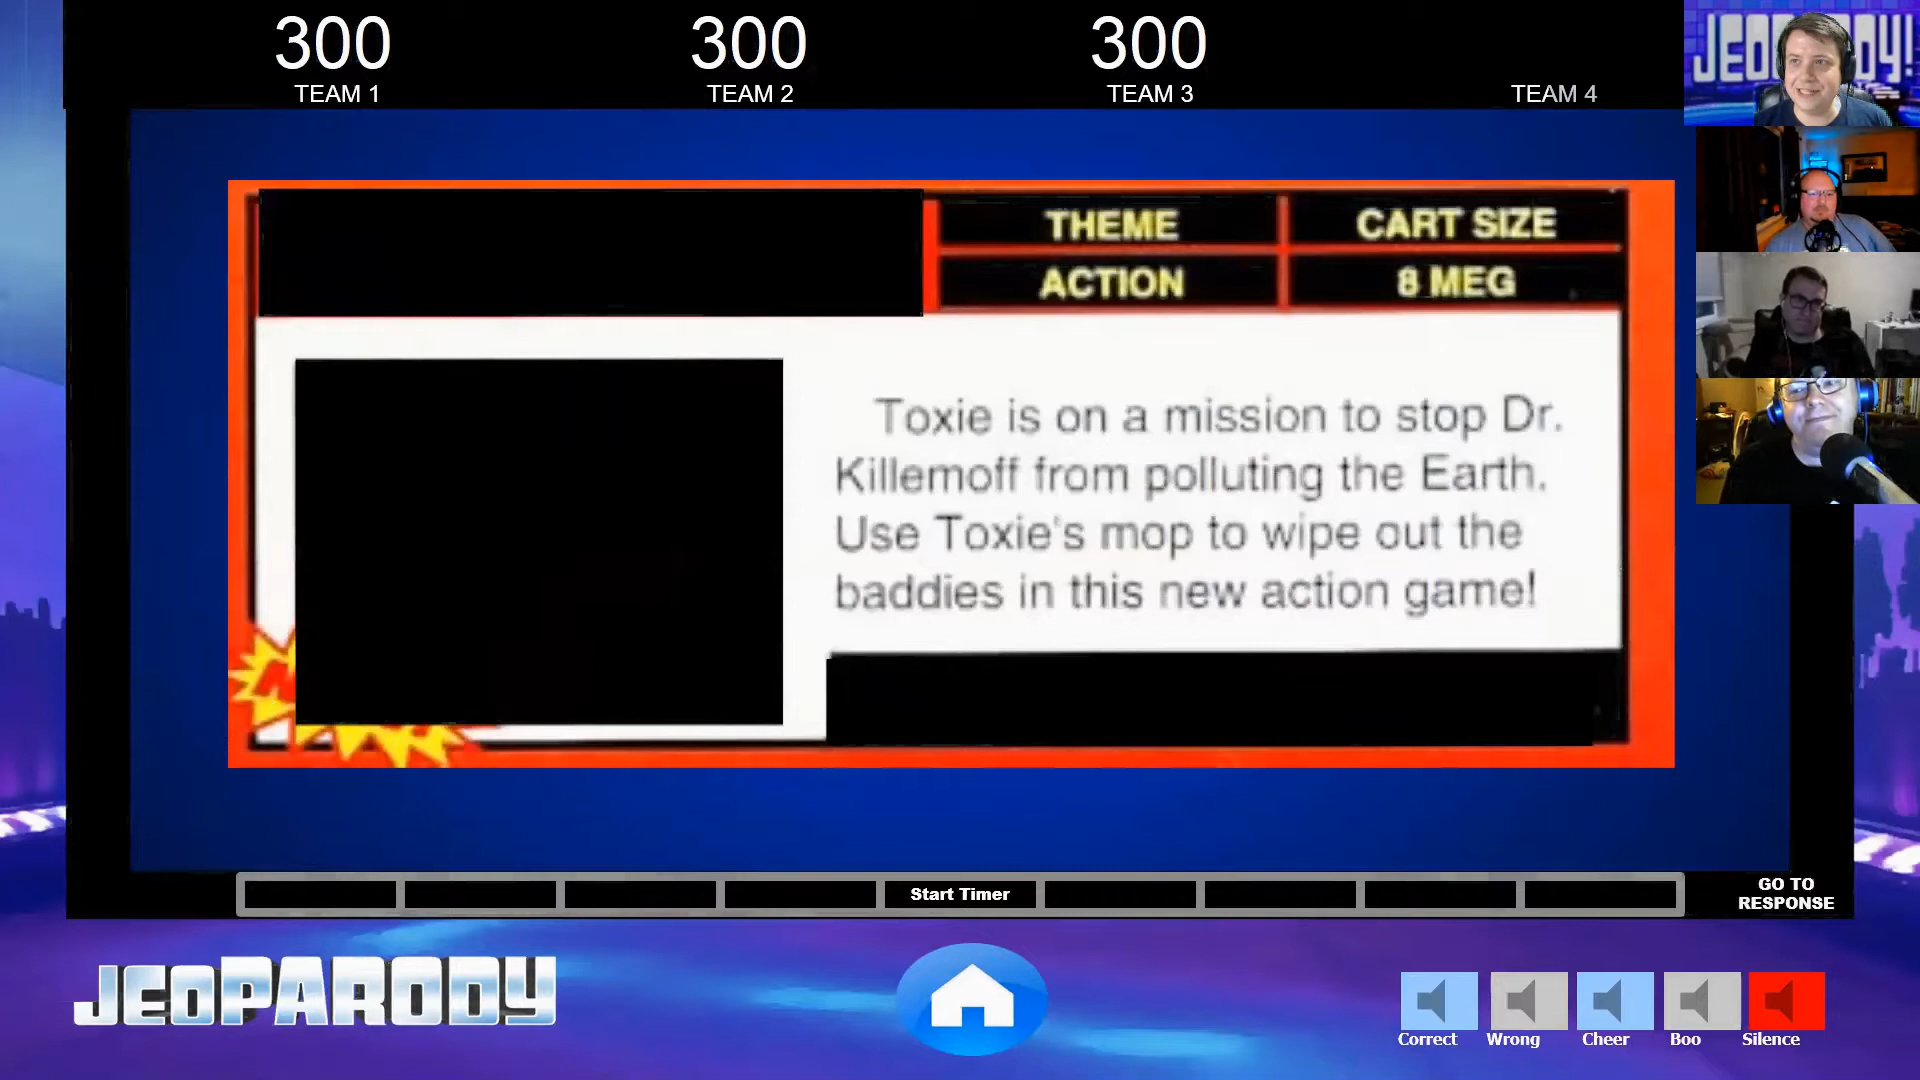 300
TEAM 1
300
TEAM 2
300
TEAM 3
TEAM 4
JEOPARODY!
THEME
CART SIZE
ACTION
8 MEG
Toxie is on a mission to stop Dr.
Killemoff from polluting the Earth.
Use Toxie's mop to wipe out the
baddies in this new action game!
Start Timer
GO TO
RESPONSE
JEOPARODY
Correct
Wrong
Cheer
Boo
Silence